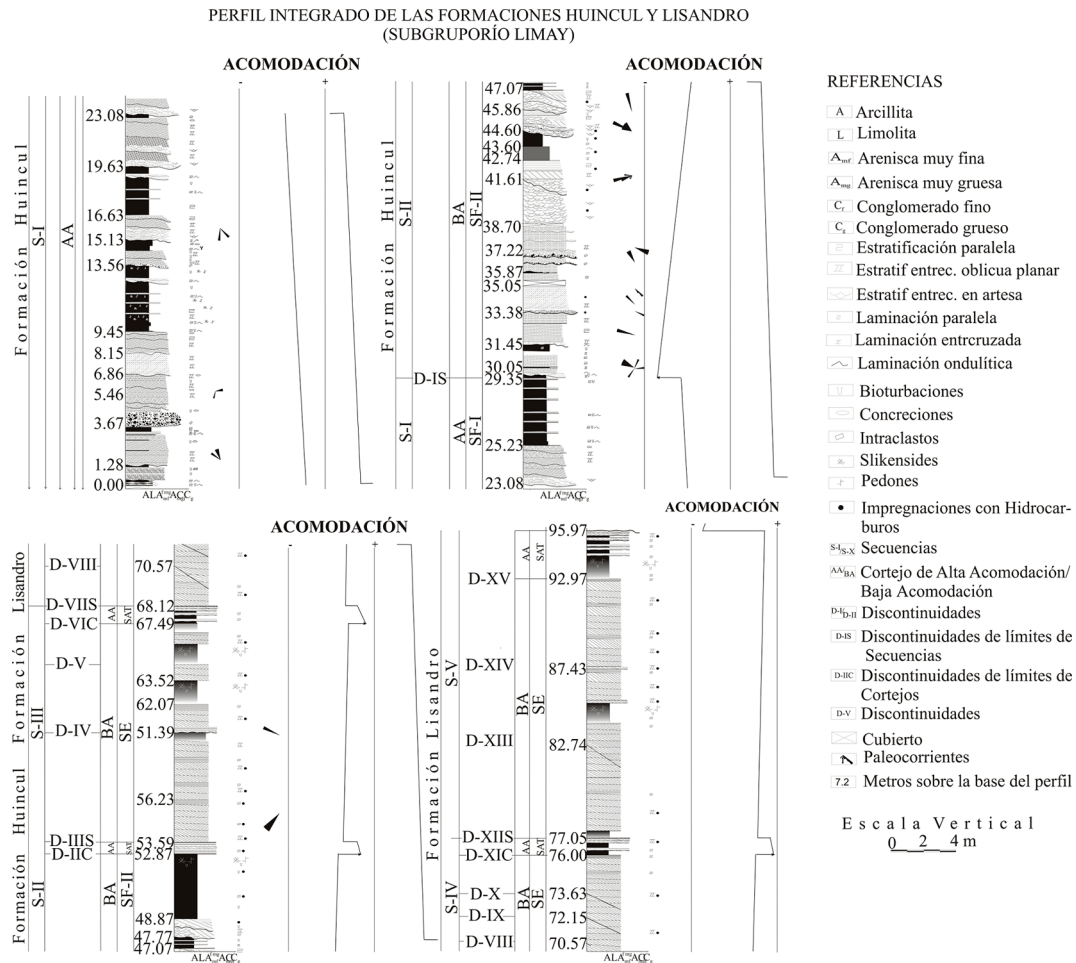 PERFIL INTEGRADO DE LAS FORMACIONES HUINCUL Y LISANDRO
(SUBGRUPORÍO LIMAY)
ACOMODACIÓN
- +
Formación Huincul
S-I
AA
23.08
19.63
16.63
15.13
13.56
9.45
8.15
6.86
5.46
3.67
1.28
0.00
ACOMODACIÓN
- +
Formación Huincul
S-II
BA
SF-II
D-IS
S-I
AA
SF-I
47.07
45.86
44.60
43.60
42.74
41.61
38.70
37.22
35.87
35.05
33.38
31.45
30.05
29.35
25.23
23.08
ACOMODACIÓN
- +
Formación Lisandro
Formación Huincul
S-III
S-II
D-VIII
D-VIIS
D-VIC
D-V
D-IV
D-IIIS
D-IIC
AA
SAT
BA
SE
AA
SAT
BA
SF-II
70.57
68.12
67.49
63.52
62.07
51.39
56.23
53.59
52.87
48.87
47.77
47.07
ACOMODACIÓN
- +
Formación Lisandro
S-V
S-IV
D-XV
D-XIV
D-XIII
D-XIIS
D-XIC
D-X
D-IX
D-VIII
AA
SAT
BA
SE
AA
SAT
BA
SE
95.97
92.97
87.43
82.74
77.05
76.00
73.63
72.15
70.57
REFERENCIAS
A Arcillita
L Limolita
Amf Arenisca muy fina
Amg Arenisca muy gruesa
Cf Conglomerado fino
Cg Conglomerado grueso
Estratificación paralela
Estratif entrec. oblicua planar
Estratif entrec. en artesa
Laminación paralela
Laminación entrcruzada
Laminación ondulítica
Bioturbaciones
Concreciones
Intraclastos
Slikensides
Pedones
Impregnaciones con Hidrocar-
buros
S-I/S-X Secuencias
AA/BA Cortejo de Alta Acomodación/
Baja Acomodación
D-I/D-II Discontinuidades
D-IS Discontinuidades de límites de
Secuencias
D-IIC Discontinuidades de límites de
Cortejos
D-V Discontinuidades
Cubierto
Paleocorrientes
7.2 Metros sobre la base del perfil
Escala Vertical
0 2 4 m